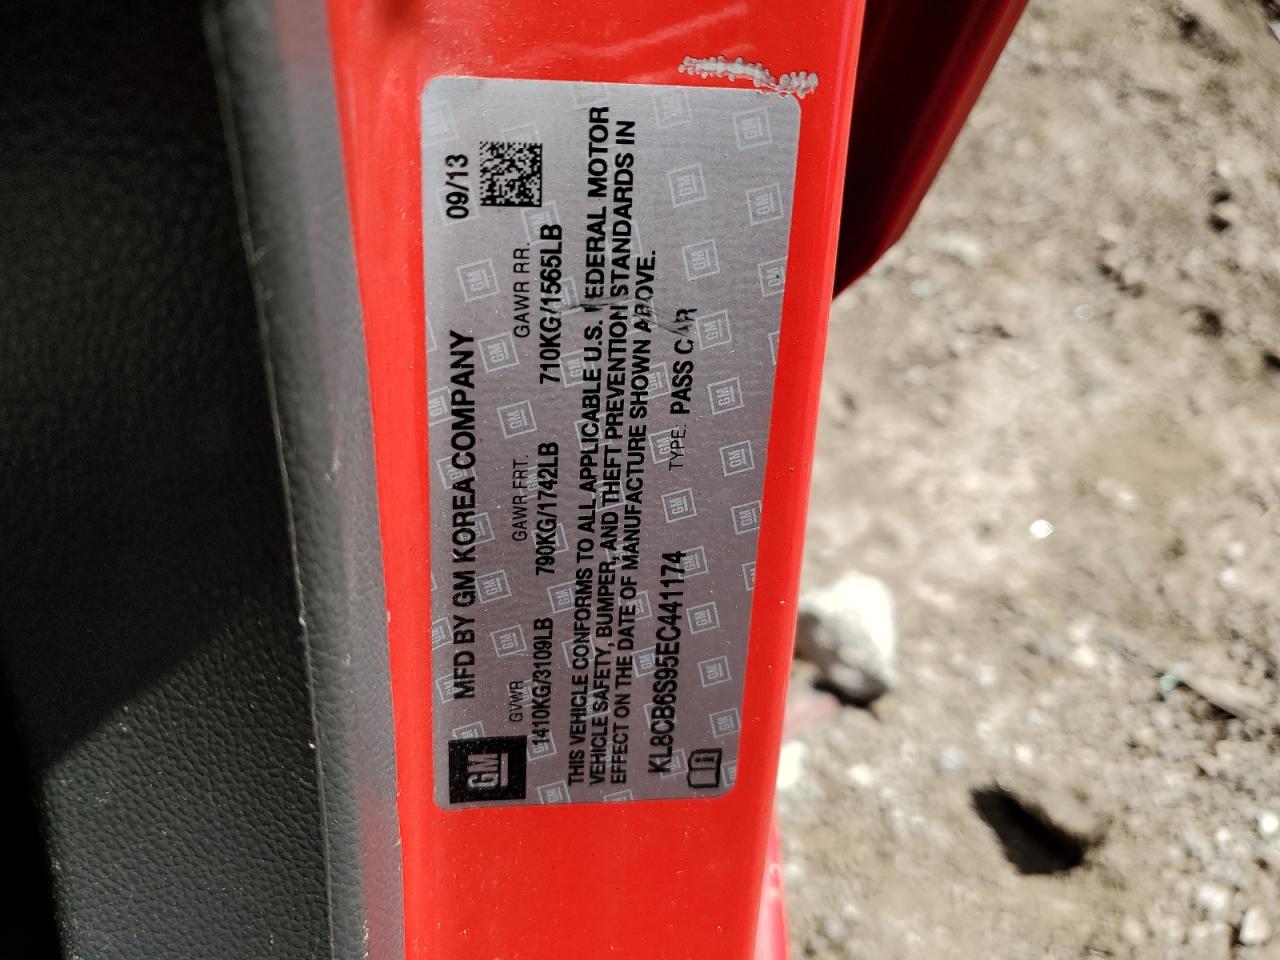 MFD BY GM KOREA COMPANY 09/13
GM
GVWR GAWR FRT. GAWR RR.
1410KG/3109LB 790KG/1742LB 710KG/1565LB
THIS VEHICLE CONFORMS TO ALL APPLICABLE U.S. FEDERAL MOTOR
VEHICLE SAFETY, BUMPER, AND THEFT PREVENTION STANDARDS IN
EFFECT ON THE DATE OF MANUFACTURE SHOWN ABOVE.
KL8CB6S95EC441174 TYPE: PASS CAR